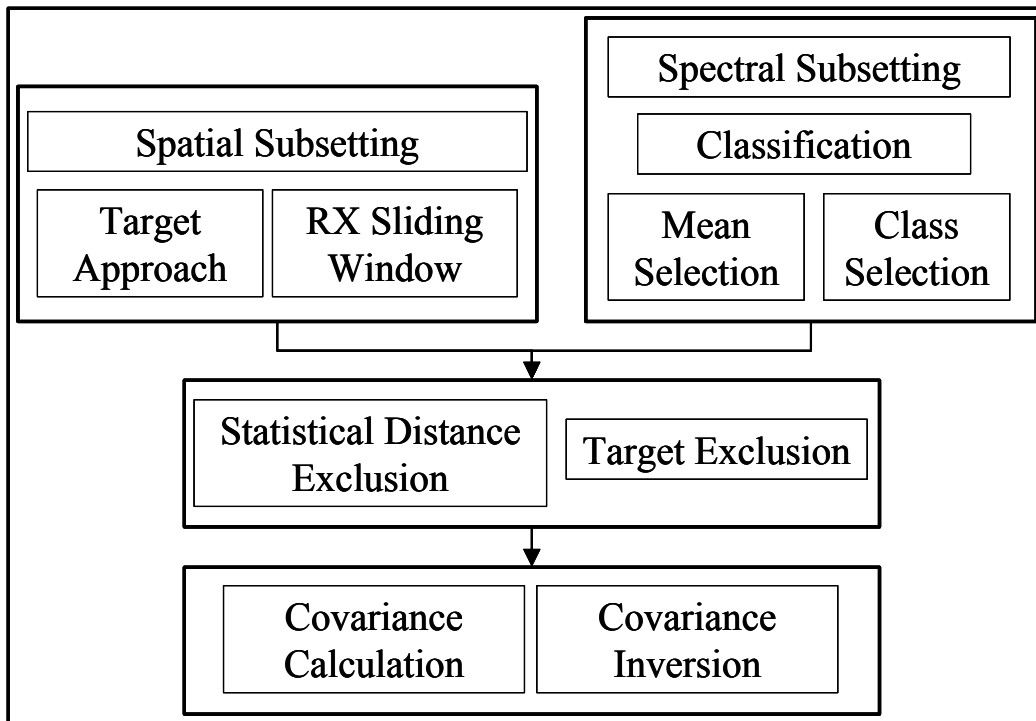 Spatial Subsetting
Target
Approach
RX Sliding
Window
Spectral Subsetting
Classification
Mean
Selection
Class
Selection
Statistical Distance
Exclusion
Target Exclusion
Covariance
Calculation
Covariance
Inversion